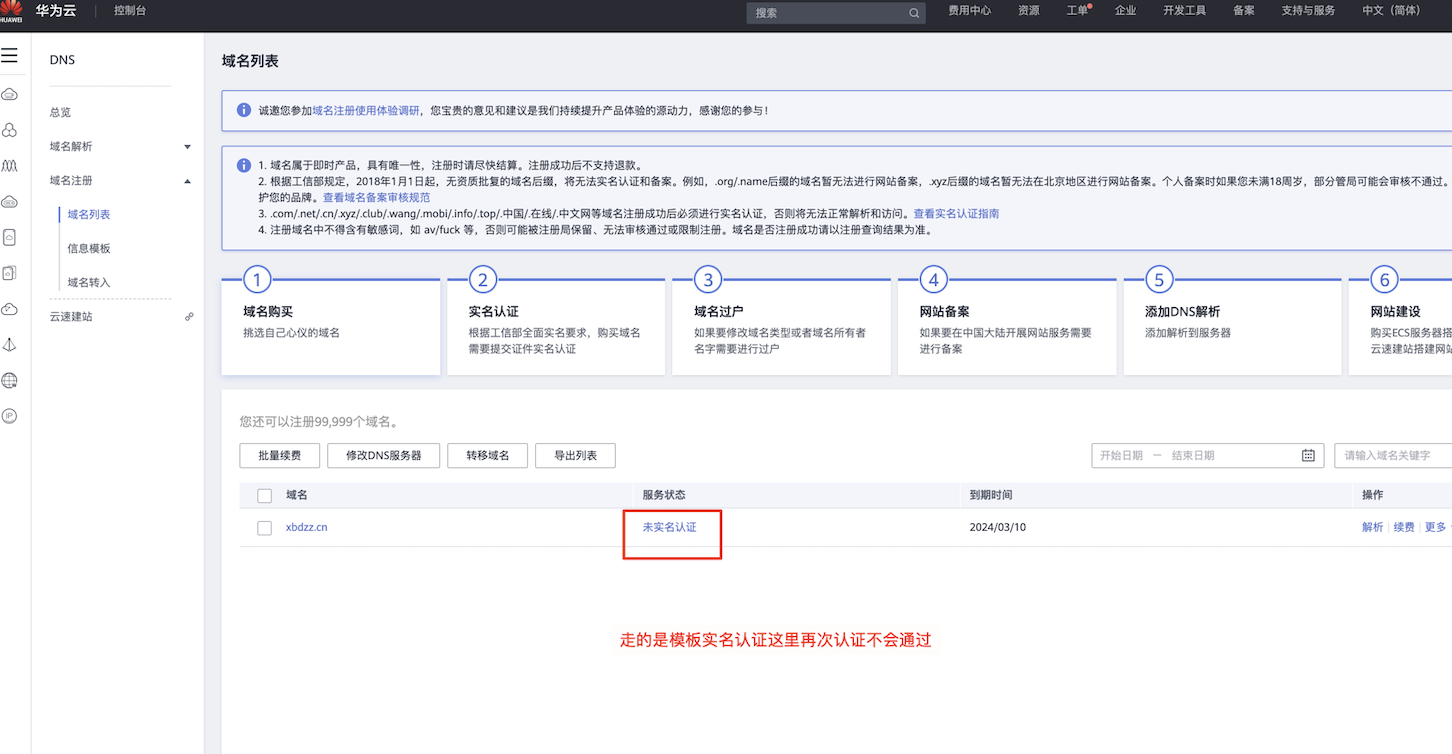 HUAWEI
华为云
控制台
搜索
费用中心
资源
工单
企业
开发工具
备案
支持与服务
中文（简体）
DNS
总览
域名解析
域名注册
域名列表
信息模板
域名转入
云速建站
IP
域名列表
诚邀您参加域名注册使用体验调研，您宝贵的意见和建议是我们持续提升产品体验的源动力，感谢您的参与！
1. 域名属于即时产品，具有唯一性，注册时请尽快结算。注册成功后不支持退款。
2. 根据工信部规定，2018年1月1日起，无资质批复的域名后缀，将无法实名认证和备案。例如，.org/.name后缀的域名暂无法进行网站备案，.xyz后缀的域名暂无法在北京地区进行网站备案。个人备案时如果您未满18周岁，部分管局可能会审核不通过。
护您的品牌。查看域名备案审核规范
3. .com/.net/.cn/.xyz/.club/.wang/.mobi/.info/.top/.中国/.在线/.中文网等域名注册成功后必须进行实名认证，否则将无法正常解析和访问。查看实名认证指南
4. 注册域名中不得含有敏感词，如 av/fuck 等，否则可能被注册局保留、无法审核通过或限制注册。域名是否注册成功请以注册查询结果为准。
1
域名购买
挑选自己心仪的域名
2
实名认证
根据工信部全面实名要求，购买域名
需要提交证件实名认证
3
域名过户
如果要修改域名类型或者域名所有者
名字需要进行过户
4
网站备案
如果要在中国大陆开展网站服务需要
进行备案
5
添加DNS解析
添加解析到服务器
6
网站建设
购买ECS服务器搭
云速建站搭建网站
您还可以注册99,999个域名。
批量续费
修改DNS服务器
转移域名
导出列表
开始日期 — 结束日期
请输入域名关键字
域名
服务状态
到期时间
操作
xbdzz.cn
未实名认证
2024/03/10
解析
续费
更多
走的是模板实名认证这里再次认证不会通过